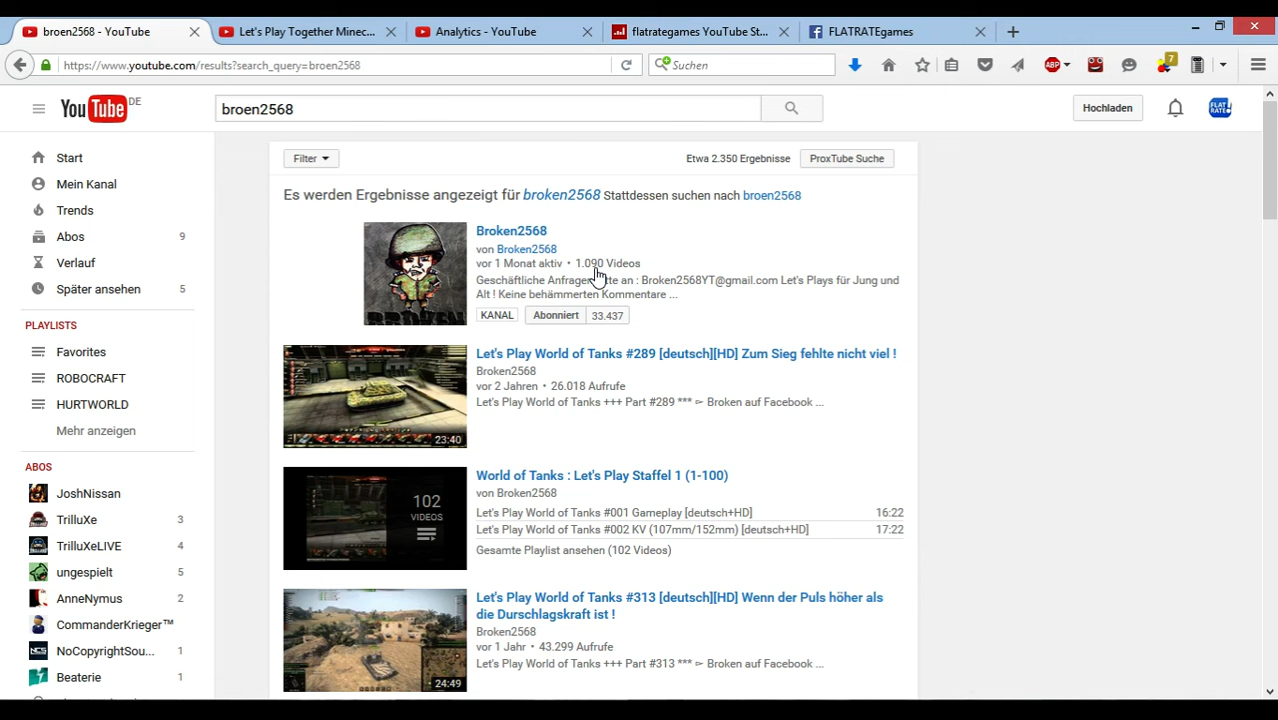 broen2568 - YouTube
Let's Play Together Minec...
Analytics - YouTube
flatrategames YouTube St...
FLATRATEgames
https://www.youtube.com/results?search_query=broen2568
Suchen
ABP
7
YouTube DE
broen2568
Hochladen
FLAT RATE!
Start
Mein Kanal
Trends
Abos 9
Verlauf
Später ansehen 5
PLAYLISTS
Favorites
ROBOCRAFT
HURTWORLD
Mehr anzeigen
ABOS
JoshNissan
TrilluXe 3
TrilluXeLIVE 4
ungespielt 5
AnneNymus 2
CommanderKrieger™
NCS
NoCopyrightSou... 1
Beaterie 1
Filter
Etwa 2.350 Ergebnisse
ProxTube Suche
Es werden Ergebnisse angezeigt für broken2568 Stattdessen suchen nach broen2568
BROKEN
Broken2568
von Broken2568
vor 1 Monat aktiv • 1.090 Videos
Geschäftliche Anfragen tte an : Broken2568YT@gmail.com Let's Plays für Jung und
Alt ! Keine behämmerten Kommentare ...
KANAL
Abonniert 33.437
23:40
Let's Play World of Tanks #289 [deutsch][HD] Zum Sieg fehlte nicht viel !
Broken2568
vor 2 Jahren • 26.018 Aufrufe
Let's Play World of Tanks +++ Part #289 *** ► Broken auf Facebook ...
102
VIDEOS
World of Tanks : Let's Play Staffel 1 (1-100)
von Broken2568
Let's Play World of Tanks #001 Gameplay [deutsch+HD] 16:22
Let's Play World of Tanks #002 KV (107mm/152mm) [deutsch+HD] 17:22
Gesamte Playlist ansehen (102 Videos)
24:49
Let's Play World of Tanks #313 [deutsch][HD] Wenn der Puls höher als
die Durschlagskraft ist !
Broken2568
vor 1 Jahr • 43.299 Aufrufe
Let's Play World of Tanks +++ Part #313 *** ► Broken auf Facebook ...